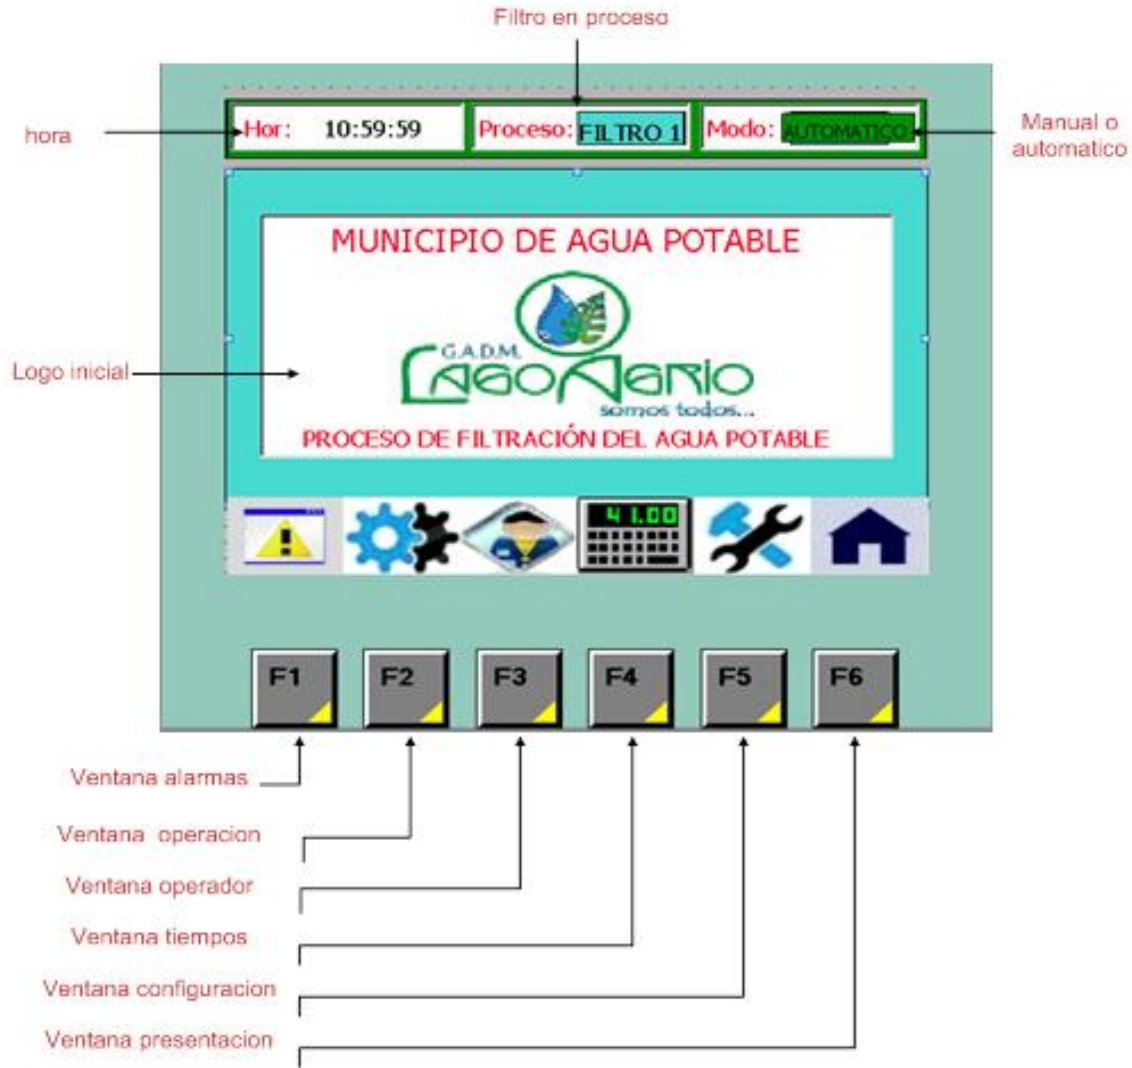 Filtro en proceso
hora
Hor: 10:59:59
Proceso: FILTRO 1
Modo: AUTOMATICO
Manual o
automatico
MUNICIPIO DE AGUA POTABLE
G.A.D.M.
LAGO AGRIO
somos todos...
Logo inicial
PROCESO DE FILTRACIÓN DEL AGUA POTABLE
41.00
F1 F2 F3 F4 F5 F6
Ventana alarmas
Ventana operacion
Ventana operador
Ventana tiempos
Ventana configuracion
Ventana presentacion